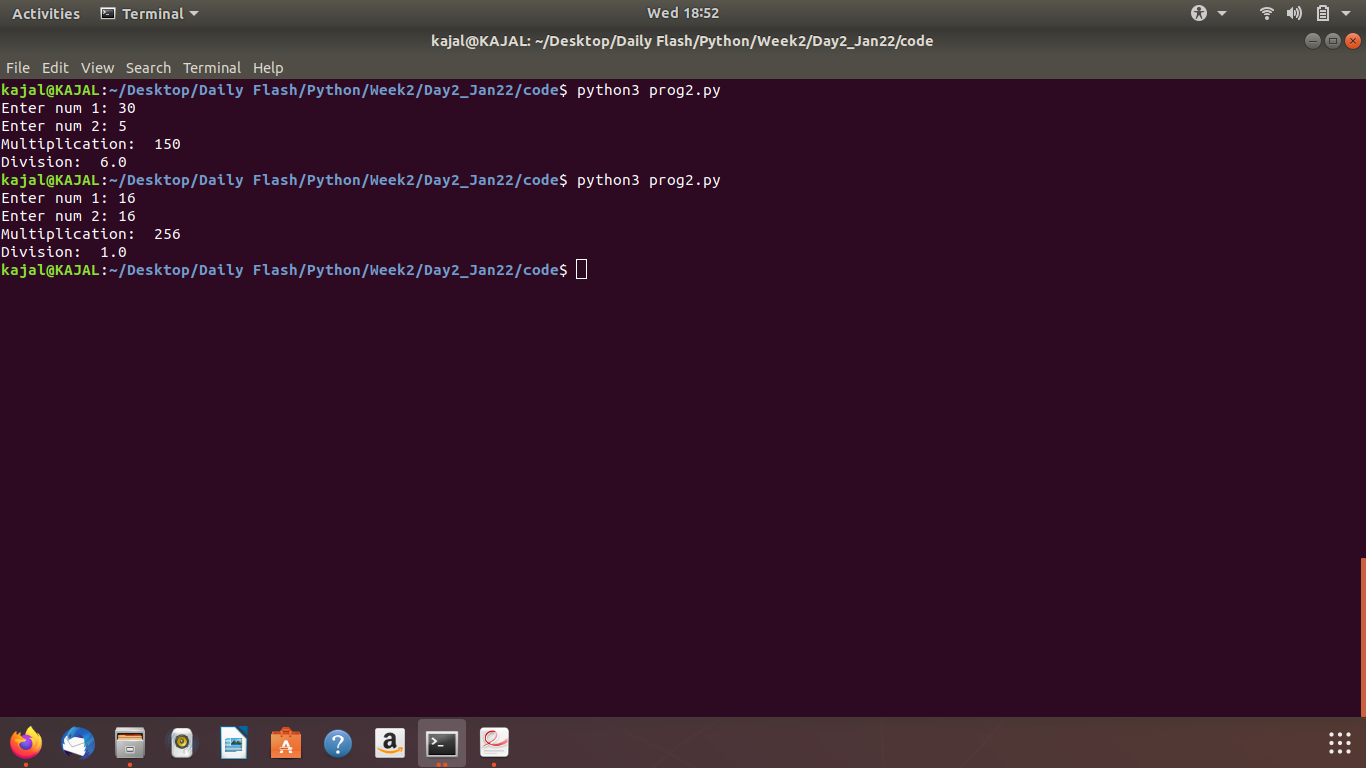 Activities Terminal Wed 18:52
kajal@KAJAL: ~/Desktop/Daily Flash/Python/Week2/Day2_Jan22/code
File Edit View Search Terminal Help
kajal@KAJAL:~/Desktop/Daily Flash/Python/Week2/Day2_Jan22/code$ python3 prog2.py
Enter num 1: 30
Enter num 2: 5
Multiplication:  150
Division:  6.0
kajal@KAJAL:~/Desktop/Daily Flash/Python/Week2/Day2_Jan22/code$ python3 prog2.py
Enter num 1: 16
Enter num 2: 16
Multiplication:  256
Division:  1.0
kajal@KAJAL:~/Desktop/Daily Flash/Python/Week2/Day2_Jan22/code$